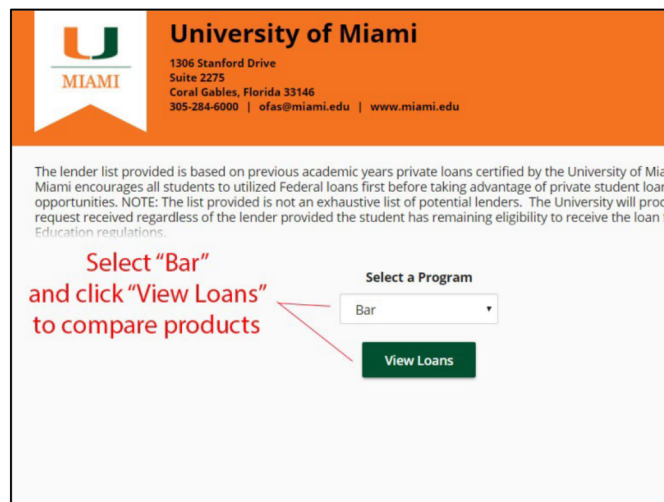 MIAMI
University of Miami
1306 Stanford Drive
Suite 2275
Coral Gables, Florida 33146
305-284-6000 | ofas@miami.edu | www.miami.edu
The lender list provided is based on previous academic years private loans certified by the University of
Miami encourages all students to utilized Federal loans first before taking advantage of private student
opportunities. NOTE: The list provided is not an exhaustive list of potential lenders. The University will
request received regardless of the lender provided the student has remaining eligibility to receive the loan
Education regulations.
Select "Bar"
and click "View Loans"
to compare products
Select a Program
Bar
View Loans